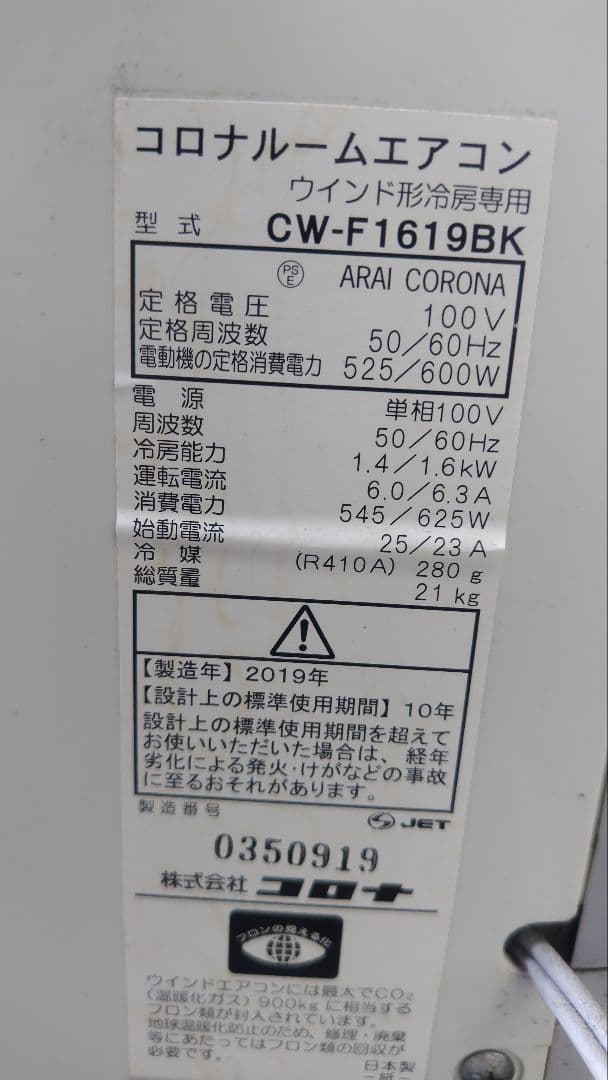 コロナルームエアコン
ウインド形冷房専用
型式 CW-F1619BK
PSE ARAI CORONA
定格電圧 100V
定格周波数 50/60Hz
電動機の定格消費電力 525/600W
電源 単相100V
周波数 50/60Hz
冷房能力 1.4/1.6kW
運転電流 6.0/6.3A
消費電力 545/625W
始動電流 25/23A
冷媒 (R410A) 280g
総質量 21kg
【製造年】2019年
【設計上の標準使用期間】10年
設計上の標準使用期間を超えて
お使いいただいた場合は、経年
劣化による発火・けがなどの事故
に至るおそれがあります。
製造番号
JET
0350919
株式会社 コロナ
フロンの見える化
ウインドエアコンには最大でCO₂
(温暖化ガス)900kgに相当する
フロン類が封入されています。
地球温暖化防止のため、修理・廃棄
等にあたってはフロン類の回収が
必要です。
日本製
-紙-